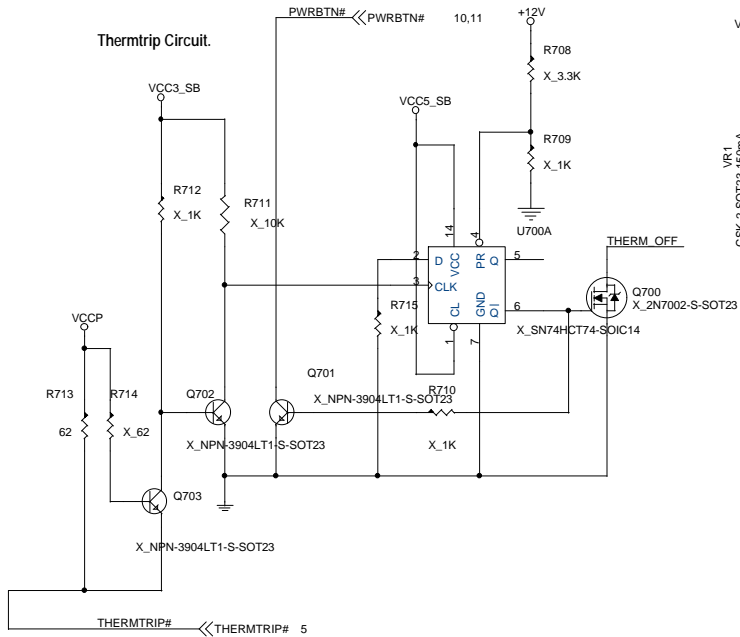 PWRBTN#
PWRBTN# 10,11
+12V
V
Thermtrip Circuit.
R708
X_3.3K
VCC3_SB
VCC5_SB
R709
X_1K
VR1
R712
X_1K
R711
X_10K
U700A
14
4
THERM_OFF
2
D
VCC
PR
Q
5
3
CLK
Q700
X_2N7002-S-SOT23
R715
X_1K
CL
GND
Q
6
X_SN74HCT74-SOIC14
1
7
VCCP
R713
62
R714
X_62
Q702
X_NPN-3904LT1-S-SOT23
Q701
X_NPN-3904LT1-S-SOT23
R710
X_1K
Q703
X_NPN-3904LT1-S-SOT23
THERMTRIP#
THERMTRIP# 5